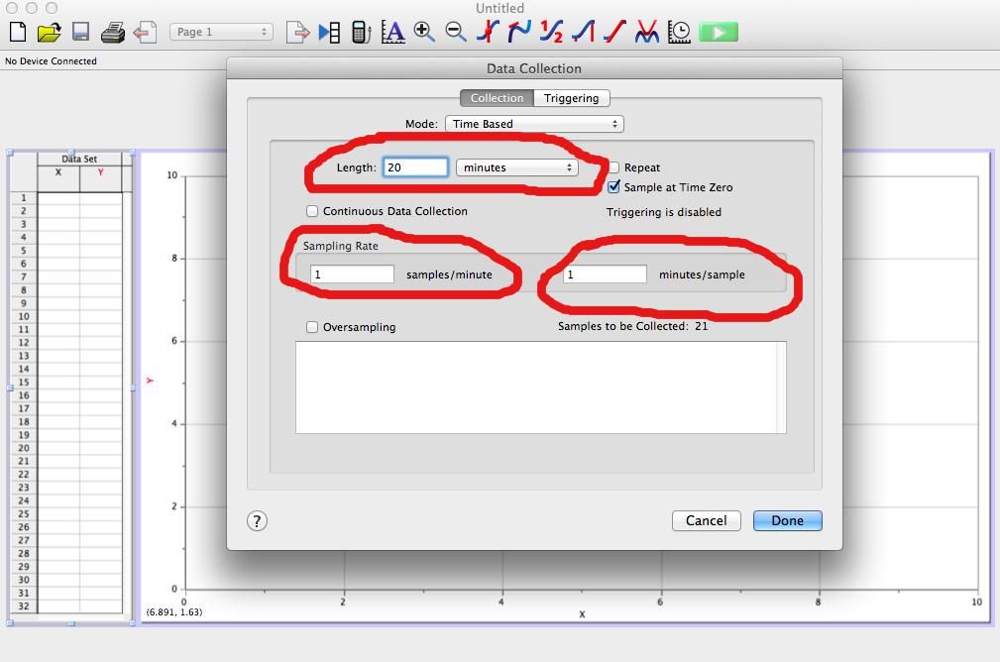 Untitled
Page 1
No Device Connected
Data Collection
Collection Triggering
Mode: Time Based
Length: 20 minutes Repeat
Sample at Time Zero
Continuous Data Collection Triggering is disabled
Sampling Rate
1 samples/minute 1 minutes/sample
Oversampling Samples to be Collected: 21
? Cancel Done
Data Set
X Y
1
2
3
4
5
6
7
8
9
10
11
12
13
14
15
16
17
18
19
20
21
22
23
24
25
26
27
28
29
30
31
32
10
8
6
Y
4
2
0
0 2 4 6 8 10
(6.891, 1.63)
X